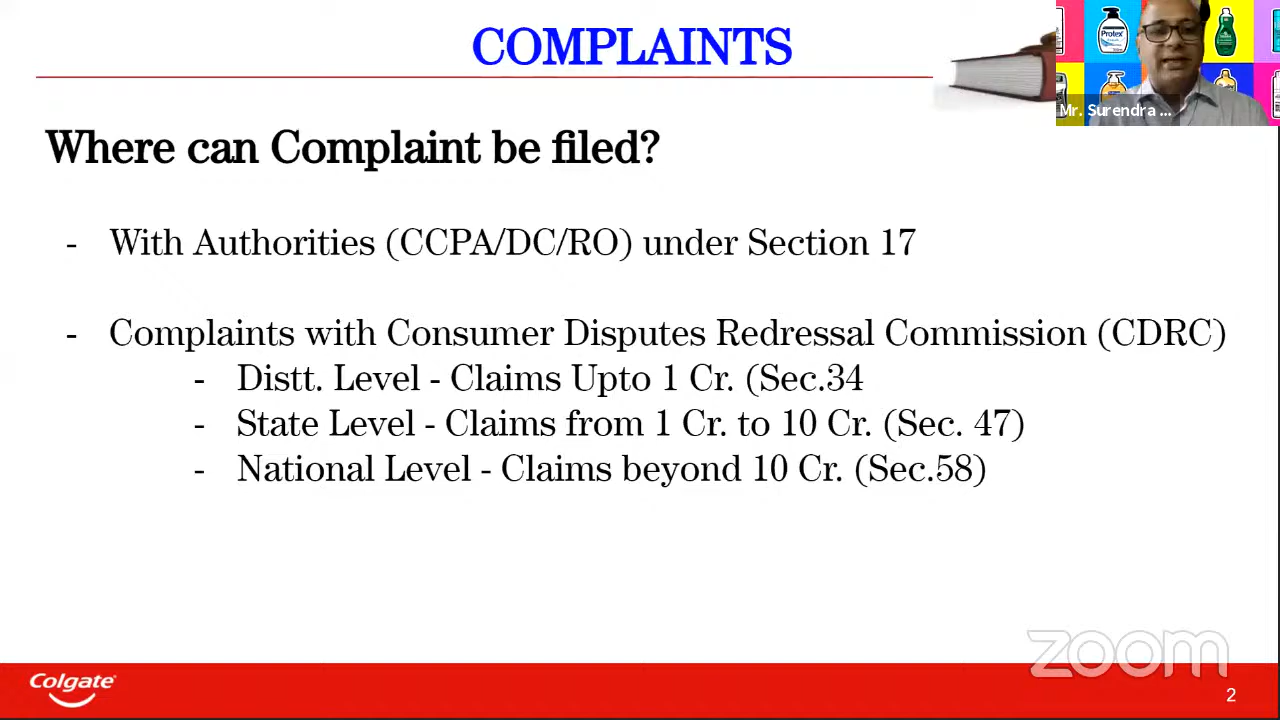 COMPLAINTS
Protex
Mr. Surendra ...
Where can Complaint be filed?
- With Authorities (CCPA/DC/RO) under Section 17
- Complaints with Consumer Disputes Redressal Commission (CDRC)
- Distt. Level - Claims Upto 1 Cr. (Sec.34
- State Level - Claims from 1 Cr. to 10 Cr. (Sec. 47)
- National Level - Claims beyond 10 Cr. (Sec.58)
zoom
Colgate
2